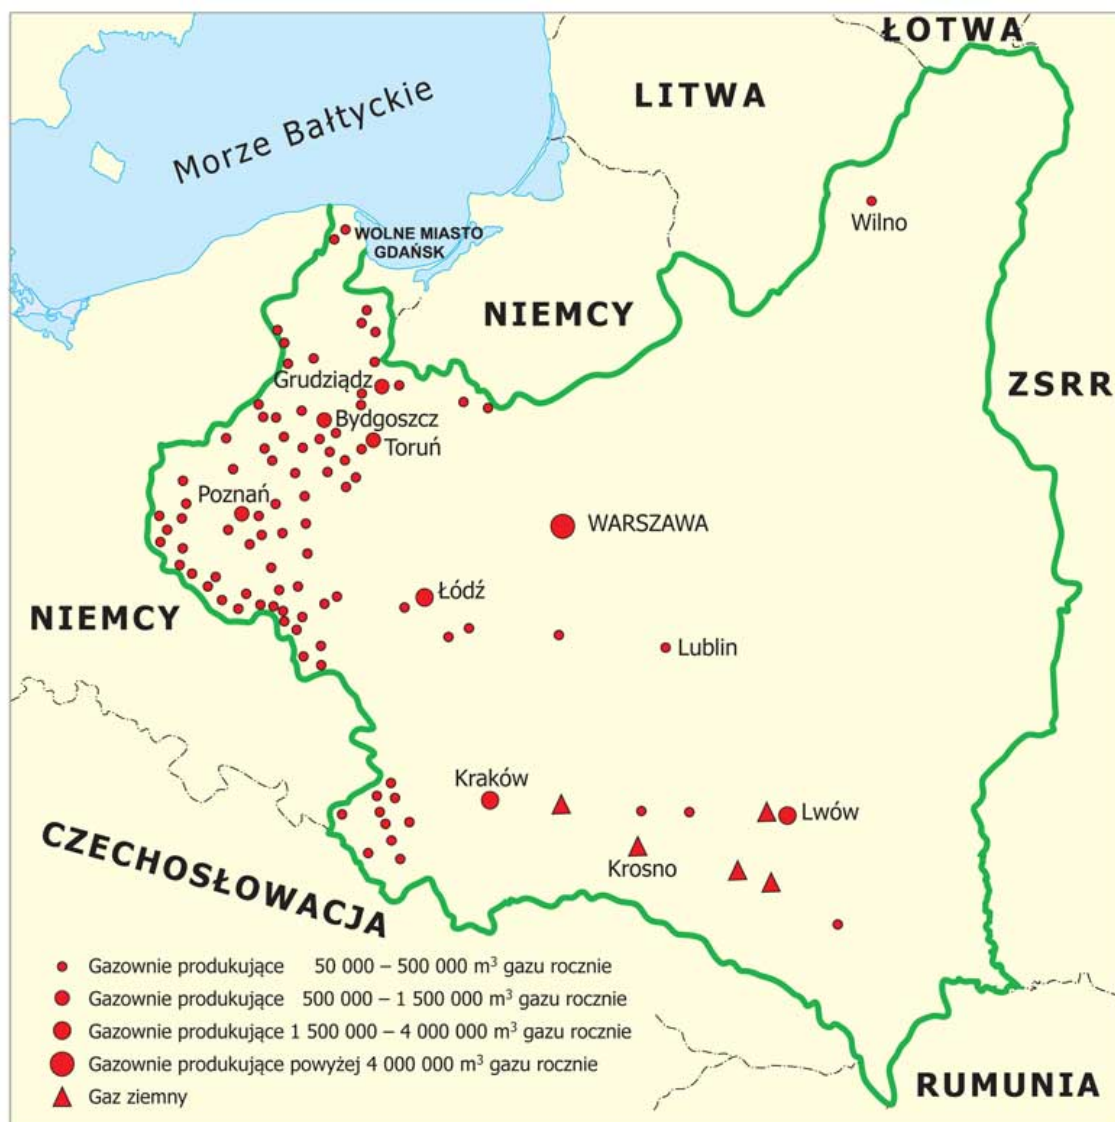 ŁOTWA
LITWA
Morze Bałtyckie
Wilno
WOLNE MIASTO
GDAŃSK
NIEMCY
ZSRR
Grudziądz
Bydgoszcz
Toruń
Poznań
WARSZAWA
Łódź
NIEMCY
Lublin
Kraków
Lwów
Krosno
CZECHOSŁOWACJA
Gazownie produkujące 50 000 – 500 000 m³ gazu rocznie
Gazownie produkujące 500 000 – 1 500 000 m³ gazu rocznie
Gazownie produkujące 1 500 000 – 4 000 000 m³ gazu rocznie
Gazownie produkujące powyżej 4 000 000 m³ gazu rocznie
Gaz ziemny
RUMUNIA